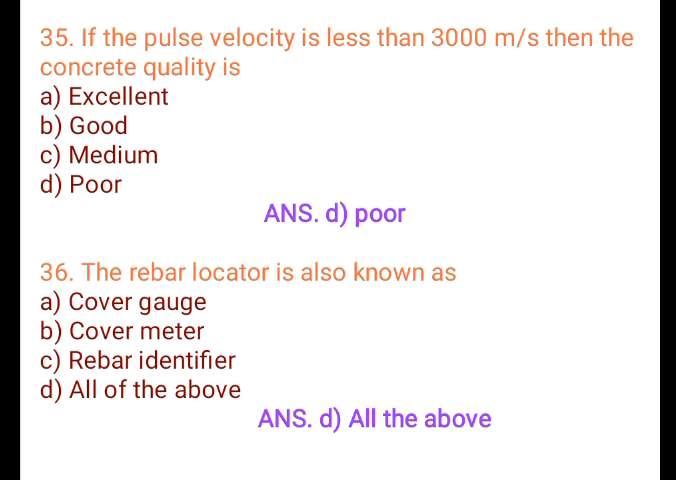 35. If the pulse velocity is less than 3000 m/s then the
concrete quality is
a) Excellent
b) Good
c) Medium
d) Poor
ANS. d) poor
36. The rebar locator is also known as
a) Cover gauge
b) Cover meter
c) Rebar identifier
d) All of the above
ANS. d) All the above